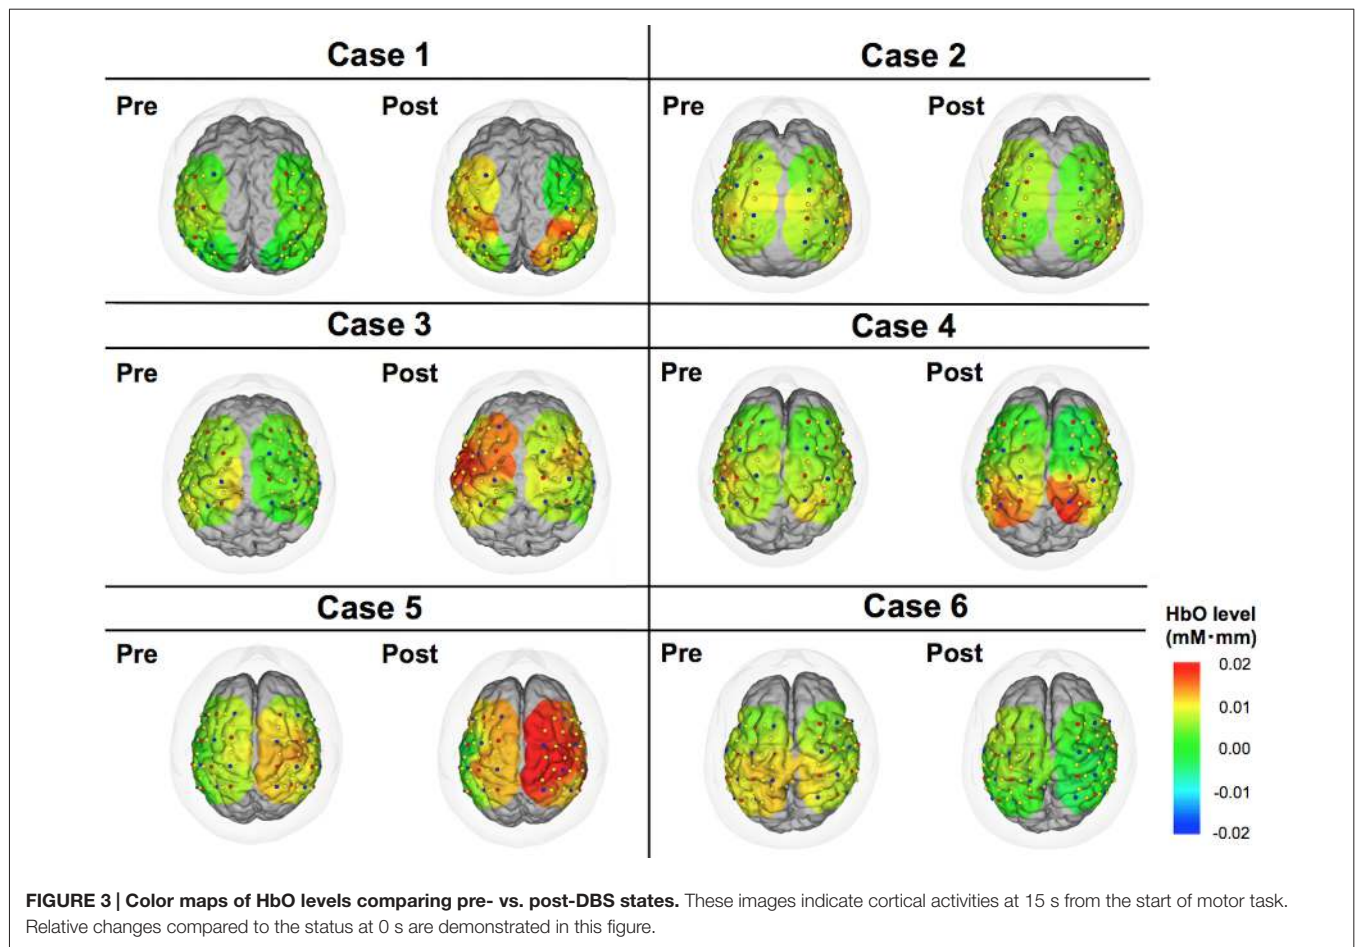 Case 1
Case 2
Pre
Post
Pre
Post
Case 3
Case 4
Pre
Post
Pre
Post
Case 5
Case 6
Pre
Post
Pre
Post
HbO level
(mM·mm)
0.02
0.01
0.00
-0.01
-0.02
FIGURE 3 | Color maps of HbO levels comparing pre- vs. post-DBS states. These images indicate cortical activities at 15 s from the start of motor task.
Relative changes compared to the status at 0 s are demonstrated in this figure.